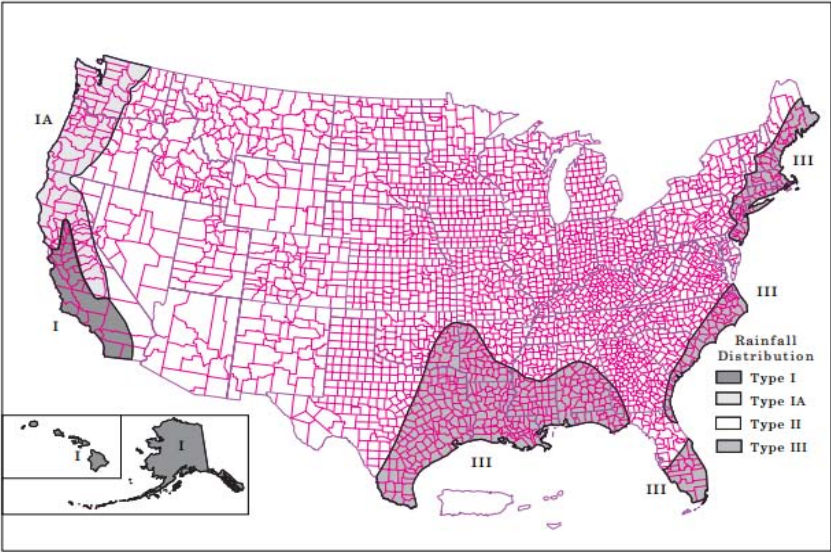 IA
III
III
I
Rainfall
Distribution
Type I
Type IA
Type II
Type III
I
I
III
III